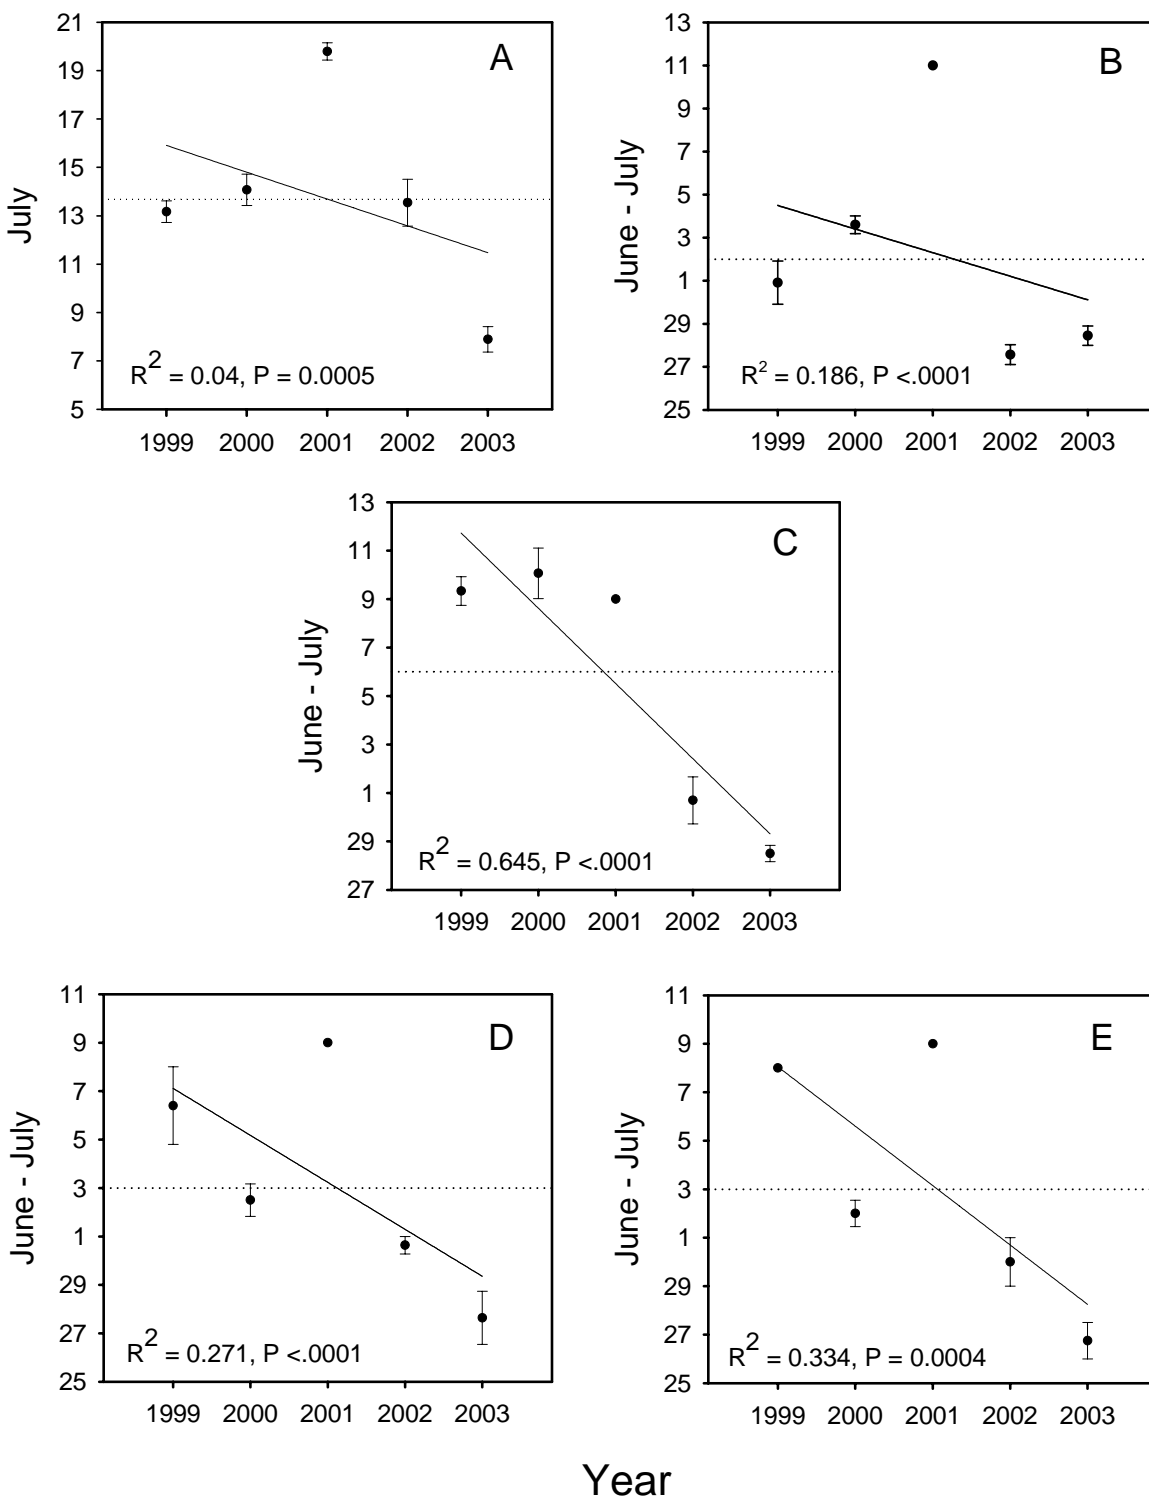 A
July
21
19
17
15
13
11
9
7
5
R2 = 0.04, P = 0.0005
1999 2000 2001 2002 2003
B
June - July
13
11
9
7
5
3
1
29
27
25
R2 = 0.186, P <.0001
1999 2000 2001 2002 2003
C
June - July
13
11
9
7
5
3
1
29
27
R2 = 0.645, P <.0001
1999 2000 2001 2002 2003
D
June - July
11
9
7
5
3
1
29
27
25
R2 = 0.271, P <.0001
1999 2000 2001 2002 2003
E
June - July
11
9
7
5
3
1
29
27
25
R2 = 0.334, P = 0.0004
1999 2000 2001 2002 2003
Year